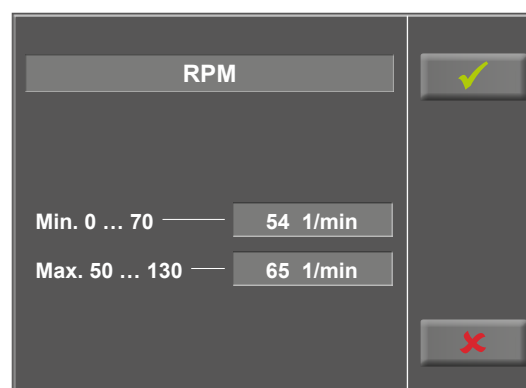 RPM
Min. 0 … 70 54 1/min
Max. 50 … 130 65 1/min